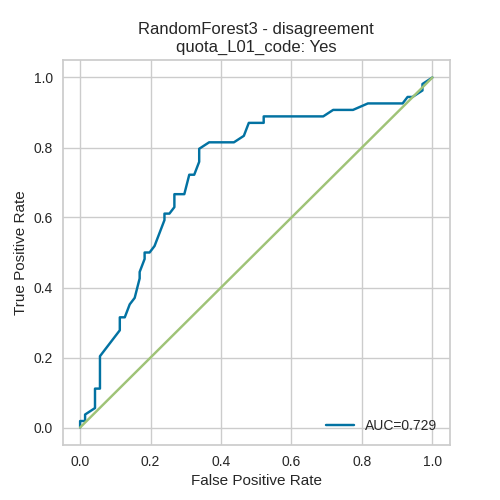 RandomForest3 - disagreement
quota_L01_code: Yes
True Positive Rate
1.0
0.8
0.6
0.4
0.2
0.0
AUC=0.729
0.0 0.2 0.4 0.6 0.8 1.0
False Positive Rate